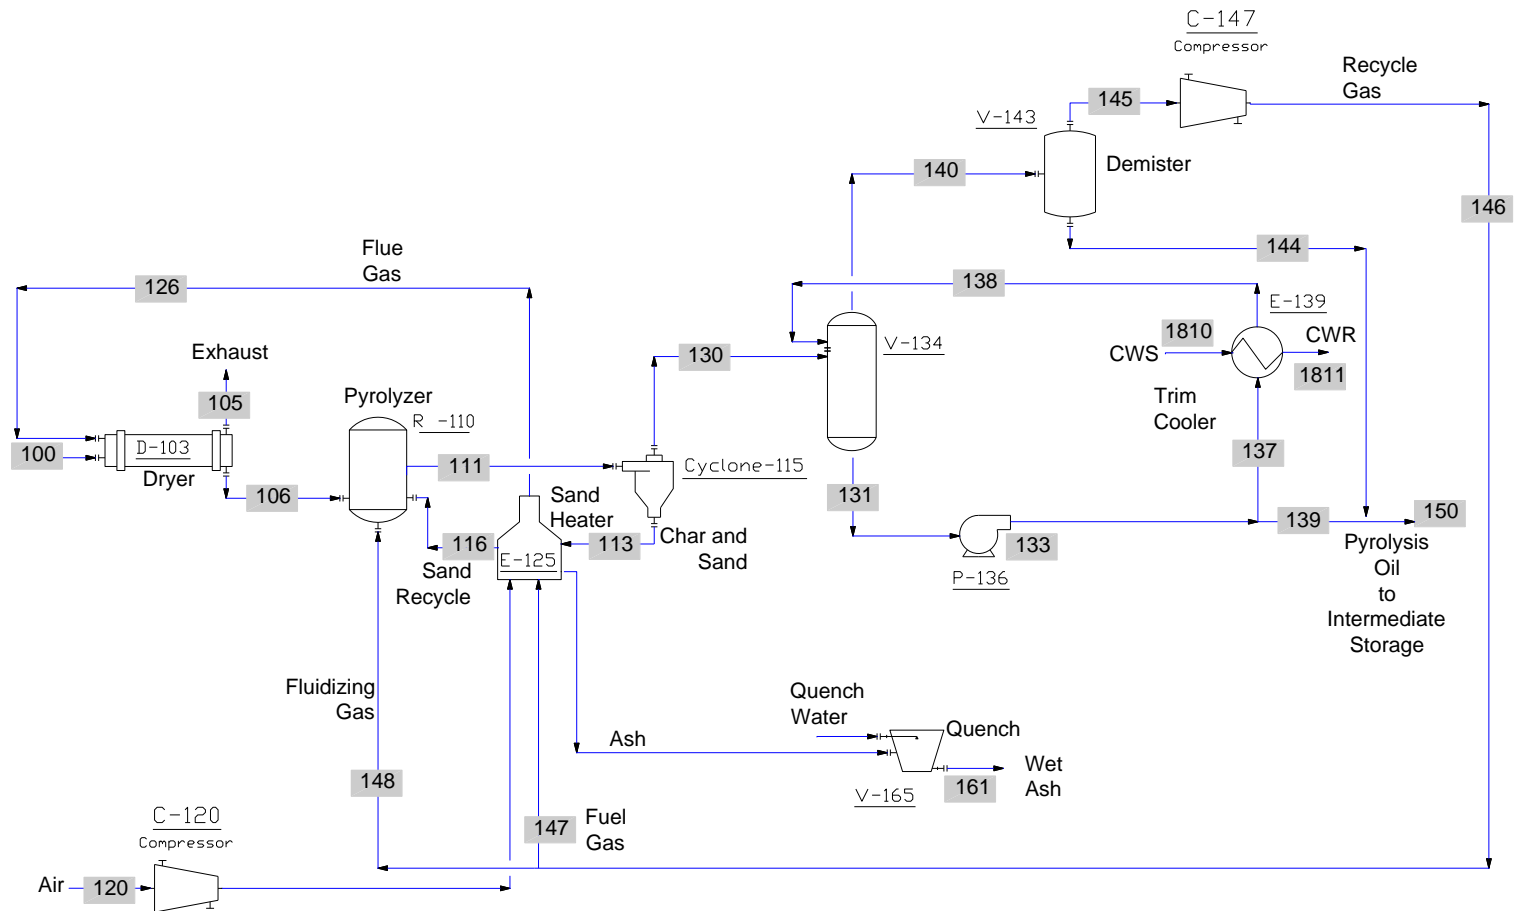 C-147
Compressor
Recycle
Gas
145
V-143
Demister
140
146
Flue
Gas
144
126
138
E-139
1810
CWR
CWS
1811
V-134
130
Exhaust
Trim
Cooler
105
Pyrolyzer
R -110
D-103
100
Dryer
111
Cyclone-115
137
106
Sand
Heater
131
116
E-125
113
Char and
Sand
133
139
150
Sand
Recycle
P-136
Pyrolysis
Oil
to
Intermediate
Storage
Fluidizing
Gas
Quench
Water
Quench
Ash
Wet
Ash
148
161
V-165
C-120
Compressor
147
Fuel
Gas
Air
120